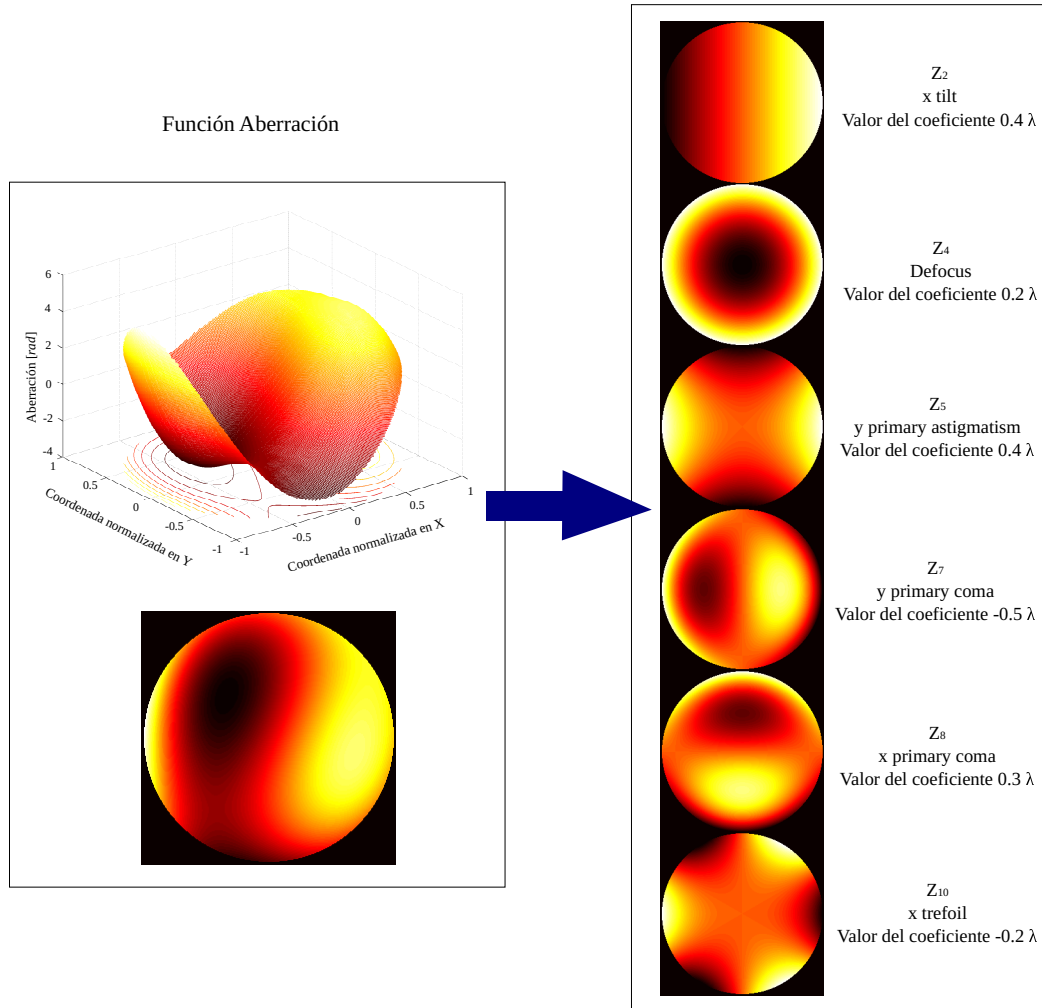 Función Aberración
6
4
2
0
-2
-4
Aberración [rad]
1
0.5
0
-0.5
-1
Coordenada normalizada en Y
-1
-0.5
0
0.5
1
Coordenada normalizada en X
Z2
x tilt
Valor del coeficiente 0.4 λ
Z4
Defocus
Valor del coeficiente 0.2 λ
Z5
y primary astigmatism
Valor del coeficiente 0.4 λ
Z7
y primary coma
Valor del coeficiente -0.5 λ
Z8
x primary coma
Valor del coeficiente 0.3 λ
Z10
x trefoil
Valor del coeficiente -0.2 λ